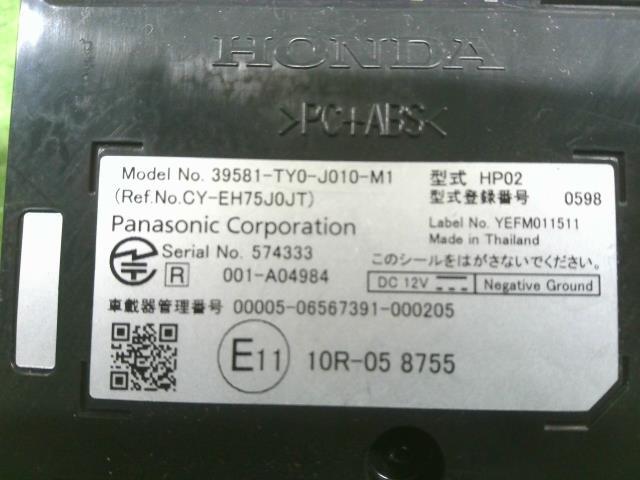 HONDA
>PC+ABS<
Model No. 39581-TY0-J010-M1 型式 HP02
(Ref.No.CY-EH75J0JT) 型式登録番号 0598
Panasonic Corporation Label No. YEFM011511
Made in Thailand
Serial No. 574333 このシールをはがさないでください。
R 001-A04984 DC 12V Negative Ground
車載器管理番号 00005-06567391-000205
E11 10R-05 8755